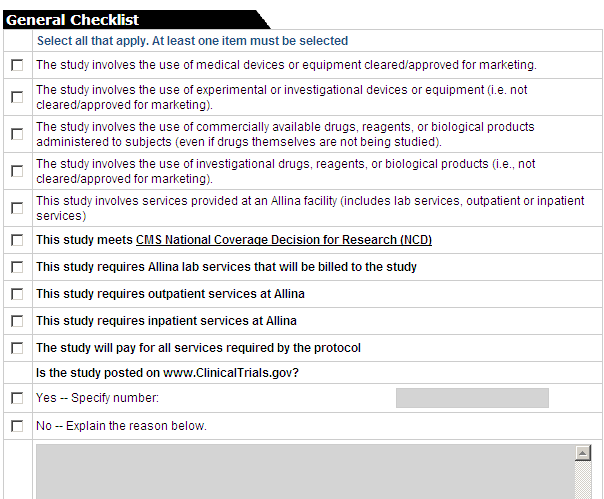 General Checklist
Select all that apply. At least one item must be selected
The study involves the use of medical devices or equipment cleared/approved for marketing.
The study involves the use of experimental or investigational devices or equipment (i.e. not
cleared/approved for marketing).
The study involves the use of commercially available drugs, reagents, or biological products
administered to subjects (even if drugs themselves are not being studied).
The study involves the use of investigational drugs, reagents, or biological products (i.e., not
cleared/approved for marketing).
This study involves services provided at an Allina facility (includes lab services, outpatient or inpatient
services)
This study meets CMS National Coverage Decision for Research (NCD)
This study requires Allina lab services that will be billed to the study
This study requires outpatient services at Allina
This study requires inpatient services at Allina
The study will pay for all services required by the protocol
Is the study posted on www.ClinicalTrials.gov?
Yes -- Specify number:
No -- Explain the reason below.